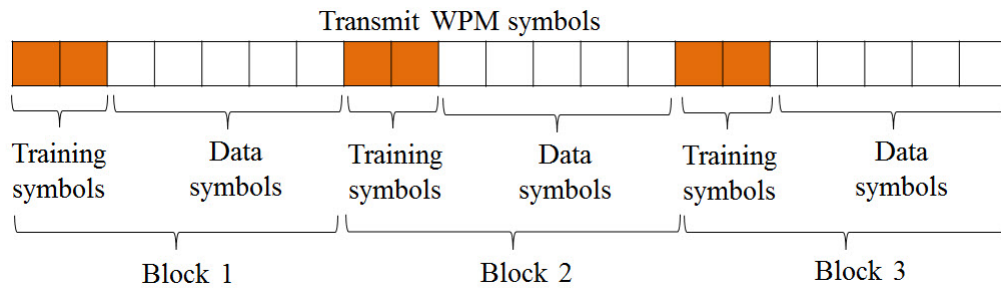 Transmit WPM symbols
Training
symbols
Data
symbols
Training
symbols
Data
symbols
Training
symbols
Data
symbols
Block 1
Block 2
Block 3